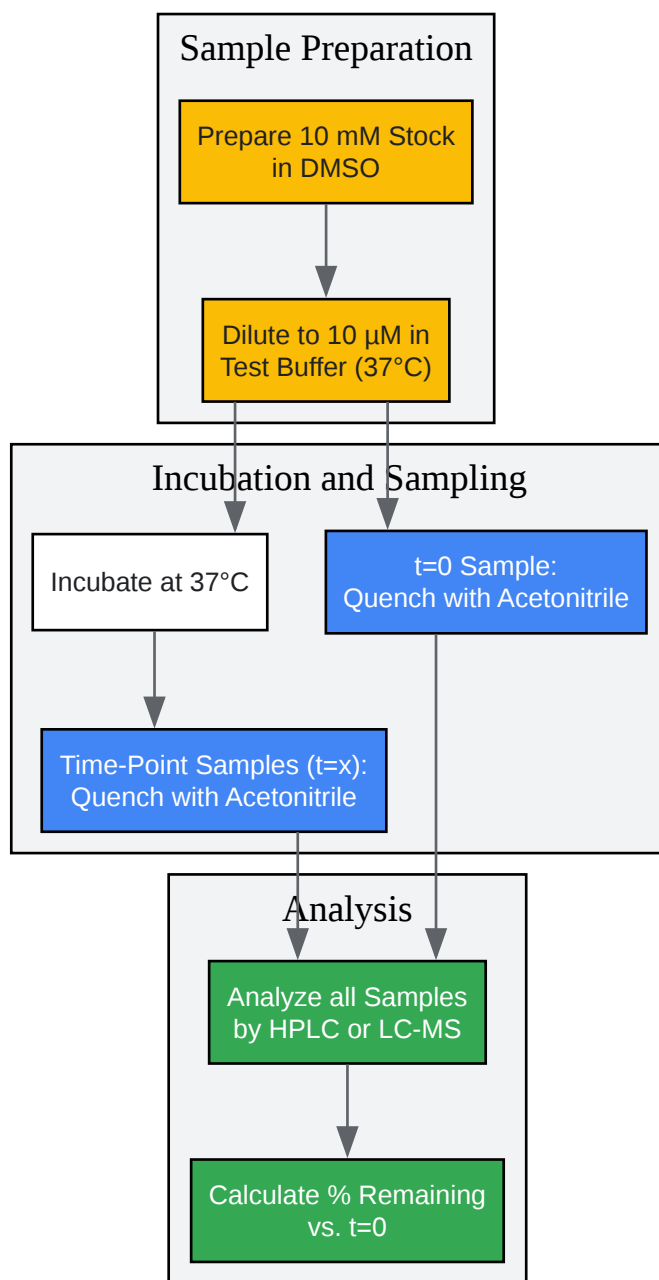 Sample Preparation
Prepare 10 mM Stock
in DMSO
Dilute to 10 µM in
Test Buffer (37°C)
Incubation and Sampling
Incubate at 37°C
t=0 Sample:
Quench with Acetonitrile
Time-Point Samples (t=x):
Quench with Acetonitrile
Analysis
Analyze all Samples
by HPLC or LC-MS
Calculate % Remaining
vs. t=0